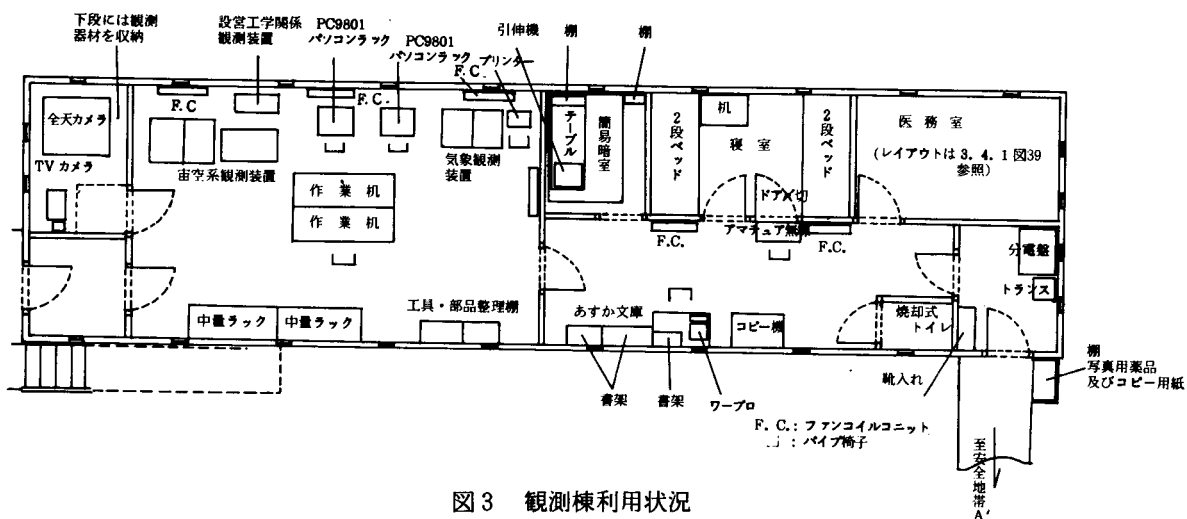 下段には観測
器材を収納
設営工学関係
観測装置
PC9801
パソコンラック
PC9801
パソコンラック
プリンター
引伸機
棚
棚
F.C
F.C.
F.C.
全天カメラ
TVカメラ
宙空系観測装置
気象観測
装置
作業机
作業机
テーブル
簡易暗室
2段ベッド
机
寝室
2段ベッド
医務室
(レイアウトは3.4.1図39
参照)
ドア〆切
F.C.
アマチュア無線
F.C.
分電盤
トランス
中量ラック
中量ラック
工具・部品整理棚
あすか文庫
コピー機
焼却式
トイレ
書架
書架
ワープロ
靴入れ
棚
写真用薬品
及びコピー用紙
F.C.:ファンコイルコニット
:パイプ椅子
至安全地帯A'
図3 観測棟利用状況